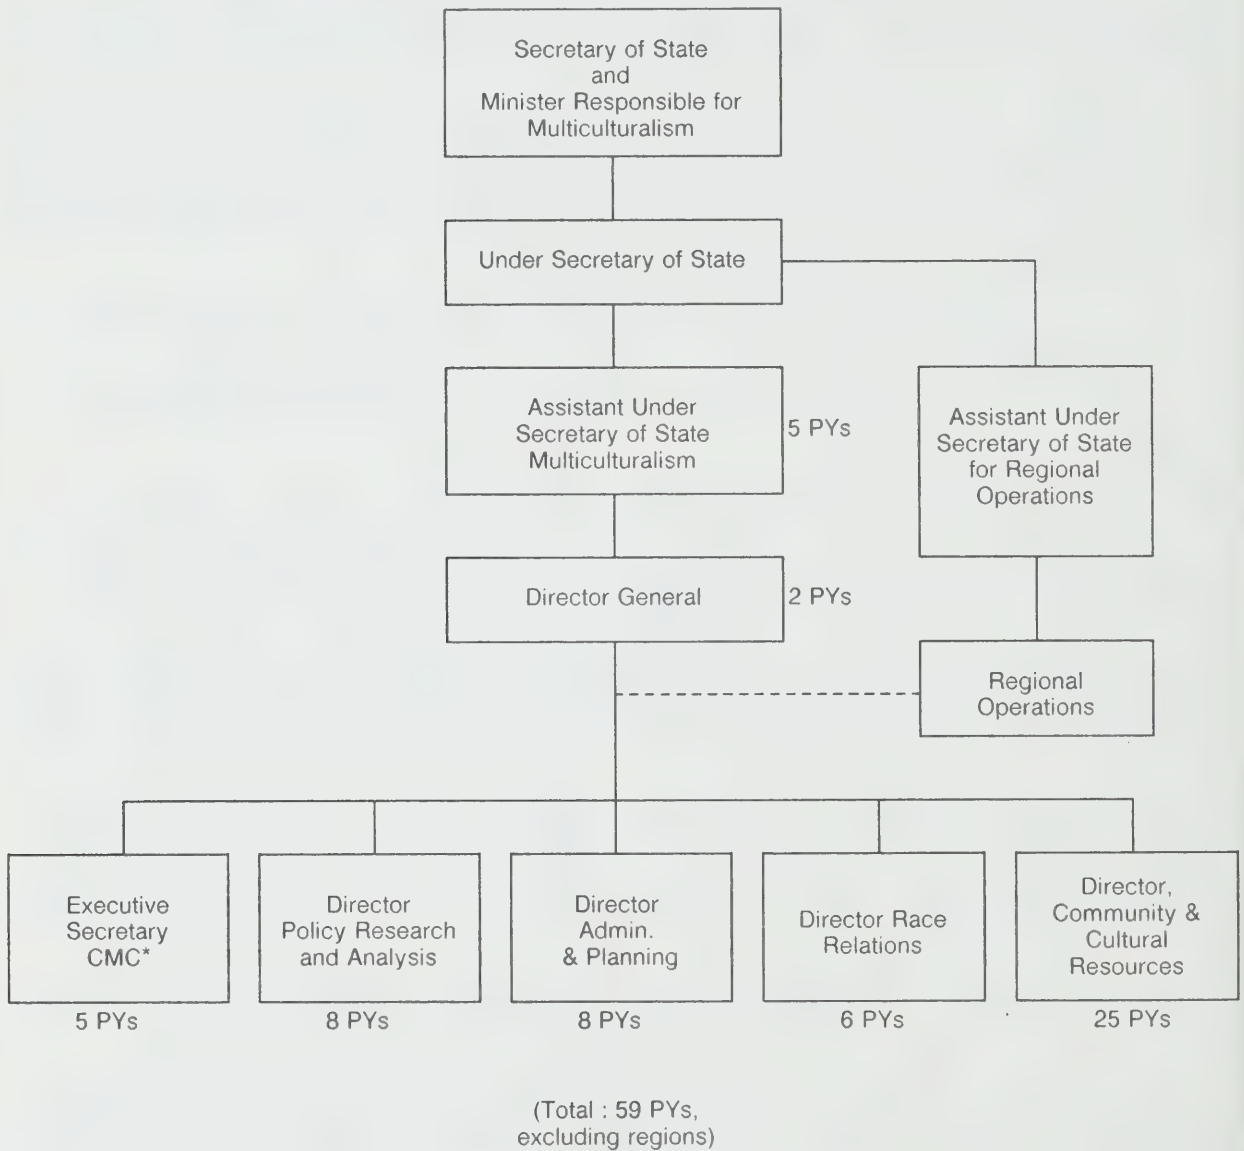 Secretary of State
and
Minister Responsible for
Multiculturalism
Under Secretary of State
Assistant Under
Secretary of State
Multiculturalism
5 PYs
Assistant Under
Secretary of State
for Regional
Operations
Director General
2 PYs
Regional
Operations
Executive
Secretary
CMC*
5 PYs
Director
Policy Research
and Analysis
8 PYs
Director
Admin.
& Planning
8 PYs
Director Race
Relations
6 PYs
Director,
Community &
Cultural
Resources
25 PYs
(Total : 59 PYs,
excluding regions)